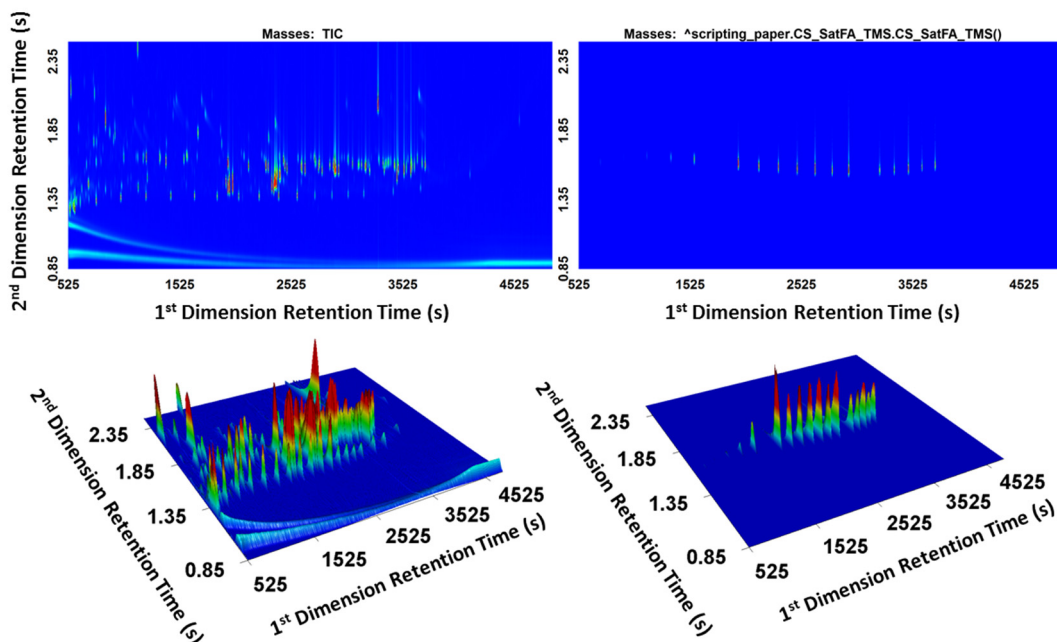 Masses: TIC
Masses: ^scripting_paper.CS_SatFA_TMS.CS_SatFA_TMS()
2nd Dimension Retention Time (s)
2.35
1.85
1.35
0.85
525 1525 2525 3525 4525
1st Dimension Retention Time (s)
2.35
1.85
1.35
0.85
525 1525 2525 3525 4525
1st Dimension Retention Time (s)
2nd Dimension Retention Time (s)
2.35
1.85
1.35
0.85
525
1525
2525
3525
4525
1st Dimension Retention Time (s)
2nd Dimension Retention Time (s)
2.35
1.85
1.35
0.85
525
1525
2525
3525
4525
1st Dimension Retention Time (s)